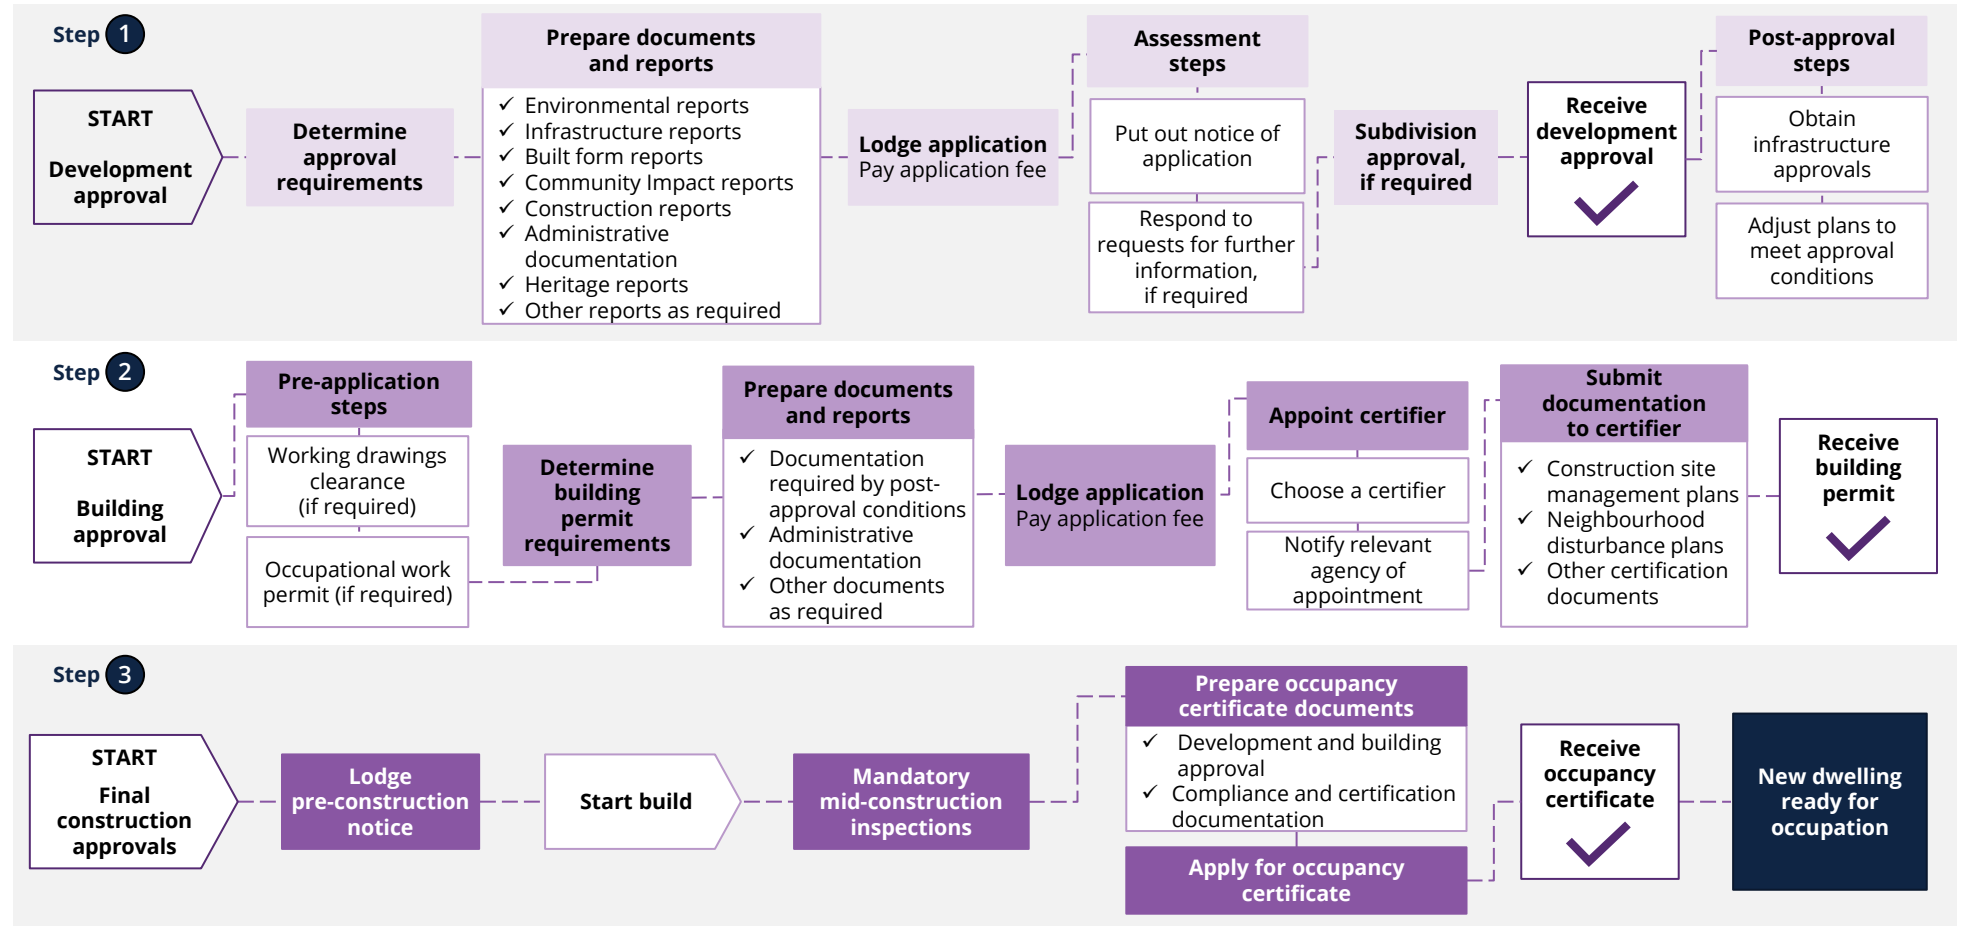 Step 1
START
Development
approval
Determine
approval
requirements
Prepare documents
and reports
✓ Environmental reports
✓ Infrastructure reports
✓ Built form reports
✓ Community Impact reports
✓ Construction reports
✓ Administrative
documentation
✓ Heritage reports
✓ Other reports as required
Lodge application
Pay application fee
Assessment
steps
Put out notice of
application
Respond to
requests for further
information,
if required
Subdivision
approval,
if required
Receive
development
approval
Post-approval
steps
Obtain
infrastructure
approvals
Adjust plans to
meet approval
conditions
Step 2
START
Building
approval
Pre-application
steps
Working drawings
clearance
(if required)
Occupational work
permit (if required)
Determine
building
permit
requirements
Prepare documents
and reports
✓ Documentation
required by post-
approval conditions
✓ Administrative
documentation
✓ Other documents
as required
Lodge application
Pay application fee
Appoint certifier
Choose a certifier
Notify relevant
agency of
appointment
Submit
documentation
to certifier
✓ Construction site
management plans
✓ Neighbourhood
disturbance plans
✓ Other certification
documents
Receive
building
permit
Step 3
START
Final
construction
approvals
Lodge
pre-construction
notice
Start build
Mandatory
mid-construction
inspections
Prepare occupancy
certificate documents
✓ Development and building
approval
✓ Compliance and certification
documentation
Apply for occupancy
certificate
Receive
occupancy
certificate
New dwelling
ready for
occupation